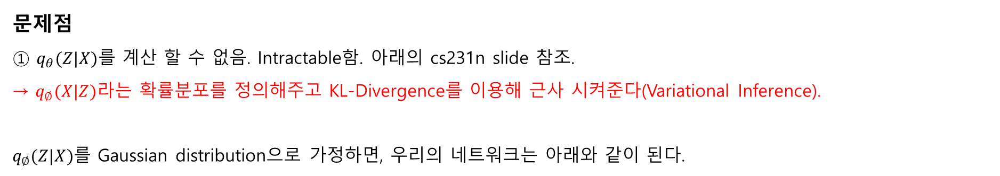 문제점
① q_θ(Z|X)를 계산 할 수 없음. Intractable함. 아래의 cs231n slide 참조.
→ q_∅(X|Z)라는 확률분포를 정의해주고 KL-Divergence를 이용해 근사 시켜준다(Variational Inference).
q_∅(Z|X)를 Gaussian distribution으로 가정하면, 우리의 네트워크는 아래와 같이 된다.